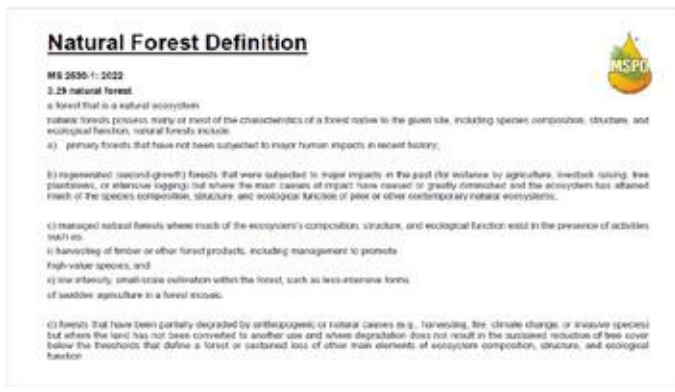 Natural Forest Definition
MSPO
MS 2530-1: 2022
3.29 natural forest
a forest that is a natural ecosystem
natural forests possess many or most of the characteristics of a forest native to the given site, including species composition, structure, and
ecological function, natural forests include:
a) primary forests that have not been subjected to major human impacts in recent history;
b) regenerated (second-growth) forests that were subjected to major impacts in the past (for instance by agriculture, livestock raising, tree
plantations, or intensive logging) but where the main causes of impact have ceased or greatly diminished and the ecosystem has attained
much of the species composition, structure, and ecological function of prior or other contemporary natural ecosystems;
c) managed natural forests where much of the ecosystem's composition, structure, and ecological function exist in the presence of activities
such as:
i) harvesting of timber or other forest products, including management to promote
high-value species, and
ii) low intensity, small-scale cultivation within the forest, such as less-intensive forms
of swidden agriculture in a forest mosaic.
d) forests that have been partially degraded by anthropogenic or natural causes (e.g., harvesting, fire, climate change, or invasive species)
but where the land has not been converted to another use and where degradation does not result in the sustained reduction of tree cover
below the thresholds that define a forest or sustained loss of other main elements of ecosystem composition, structure, and ecological
function